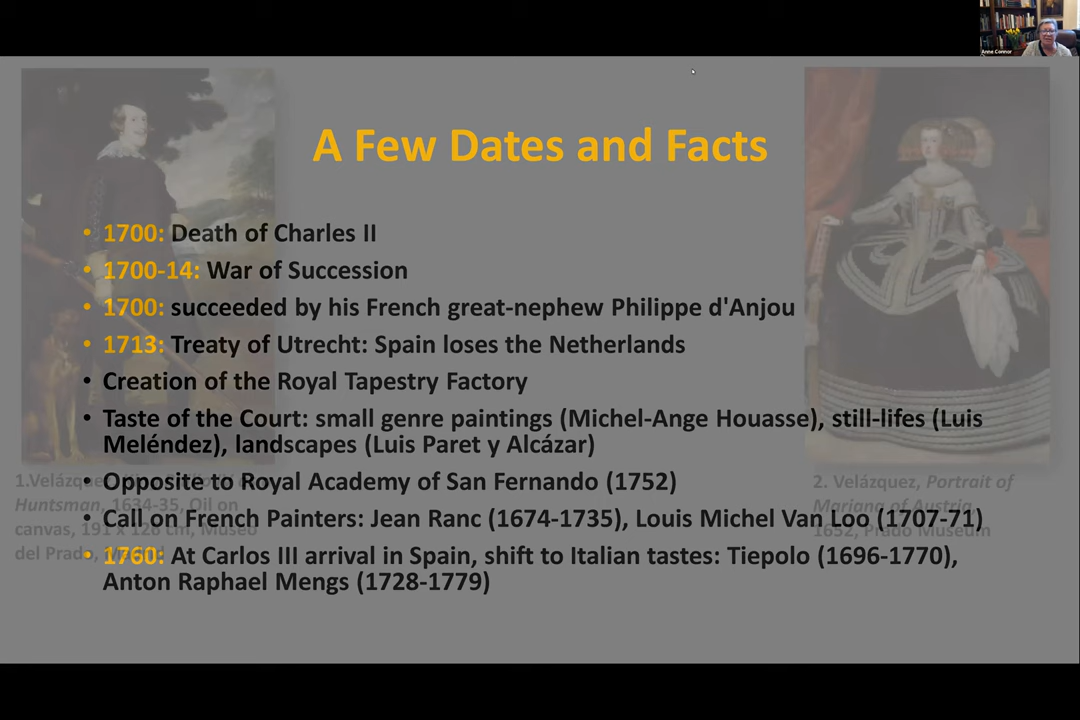 Anne Connor
A Few Dates and Facts
• 1700: Death of Charles II
• 1700-14: War of Succession
• 1700: succeeded by his French great-nephew Philippe d'Anjou
• 1713: Treaty of Utrecht: Spain loses the Netherlands
• Creation of the Royal Tapestry Factory
• Taste of the Court: small genre paintings (Michel-Ange Houasse), still-lifes (Luis
Meléndez), landscapes (Luis Paret y Alcázar)
• Opposite to Royal Academy of San Fernando (1752)
• Call on French Painters: Jean Ranc (1674-1735), Louis Michel Van Loo (1707-71)
• 1760: At Carlos III arrival in Spain, shift to Italian tastes: Tiepolo (1696-1770),
Anton Raphael Mengs (1728-1779)
1.Velázquez,
Huntsman, 1634-35, Oil on
canvas, 191 x 126 cm, Museo
del Prado,
2. Velázquez, Portrait of
Mariana of Austria,
1652, Prado Museum